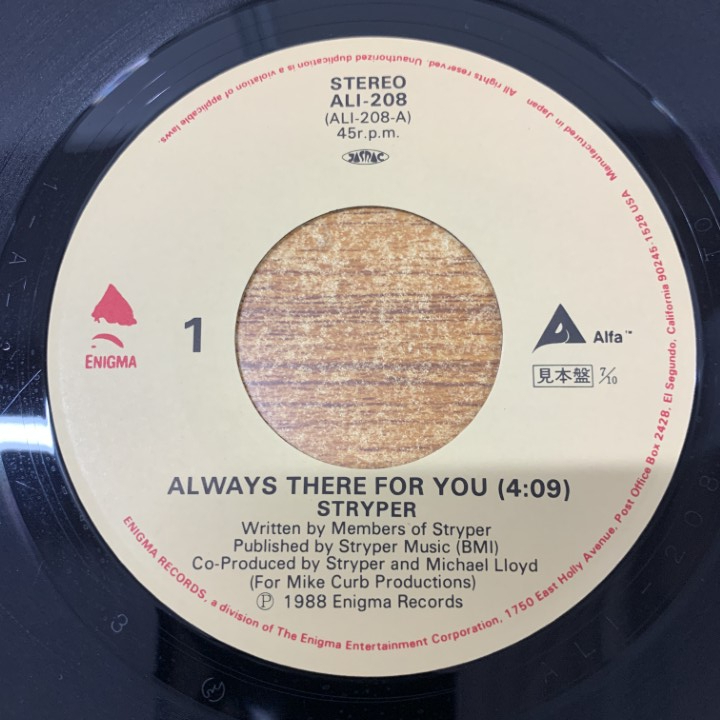 STEREO
ALI-208
(ALI-208-A)
45r.p.m.
JASRAC
1
ENIGMA
Alfa™
見本盤 7/10
ALWAYS THERE FOR YOU (4:09)
STRYPER
Written by Members of Stryper
Published by Stryper Music (BMI)
Co-Produced by Stryper and Michael Lloyd
(For Mike Curb Productions)
Ⓟ 1988 Enigma Records
ENIGMA RECORDS, a division of The Enigma Entertainment Corporation, 1750 East Holly Avenue, Post Office Box 2428, El Segundo, California 90245-1528 USA Manufactured in Japan All rights reserved. Unauthorized duplication is a violation of applicable laws.